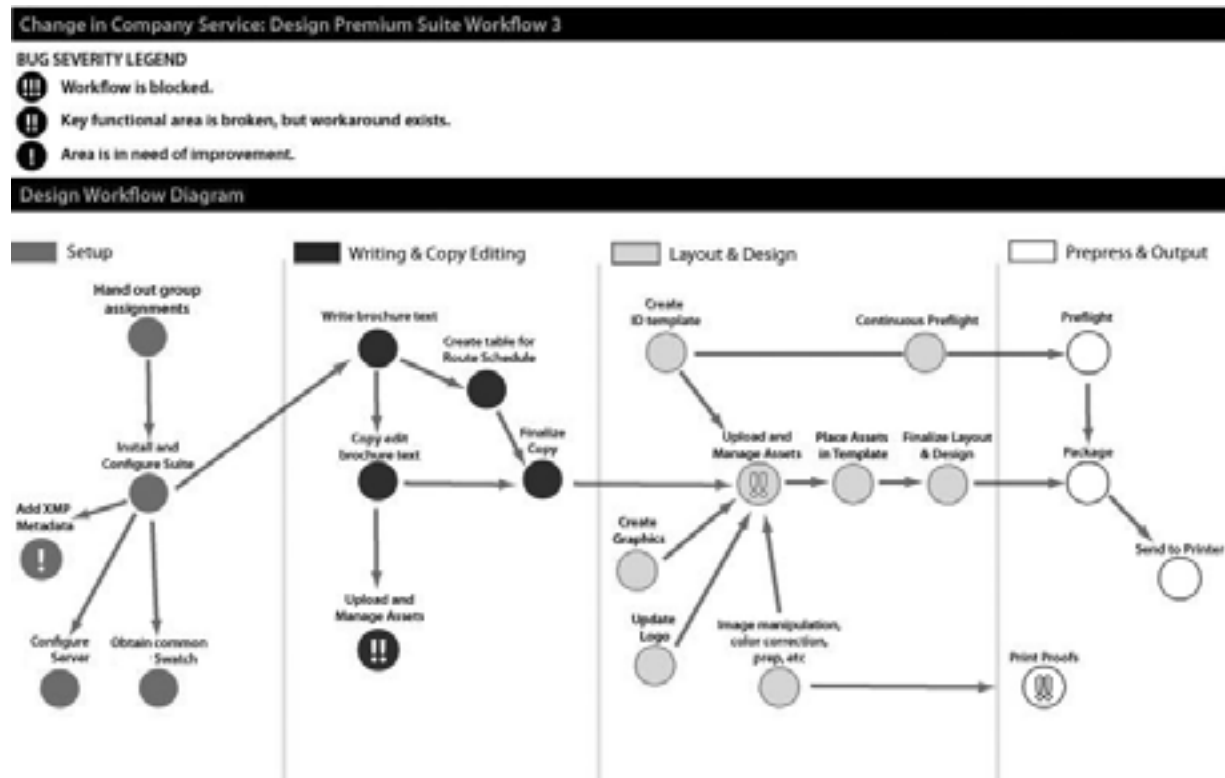 Change in Company Service: Design Premium Suite Workflow 3
BUG SEVERITY LEGEND
!!! Workflow is blocked.
!! Key functional area is broken, but workaround exists.
! Area is in need of improvement.
Design Workflow Diagram
Setup
Hand out group
assignments
Install and
Configure Suite
Add XMP
Metadata
!
Configure
Server
Obtain common
Swatch
Writing & Copy Editing
Write brochure text
Create table for
Route Schedule
Copy edit
brochure text
Finalize
Copy
Upload and
Manage Assets
!!
Layout & Design
Create
ID template
Continuous Preflight
Upload and
Manage Assets
!!
Place Assets
in Template
Finalize Layout
& Design
Create
Graphics
Update
Logo
Image manipulation,
color correction,
prep, etc
Prepress & Output
Preflight
Package
Send to Printer
Print Proofs
!!